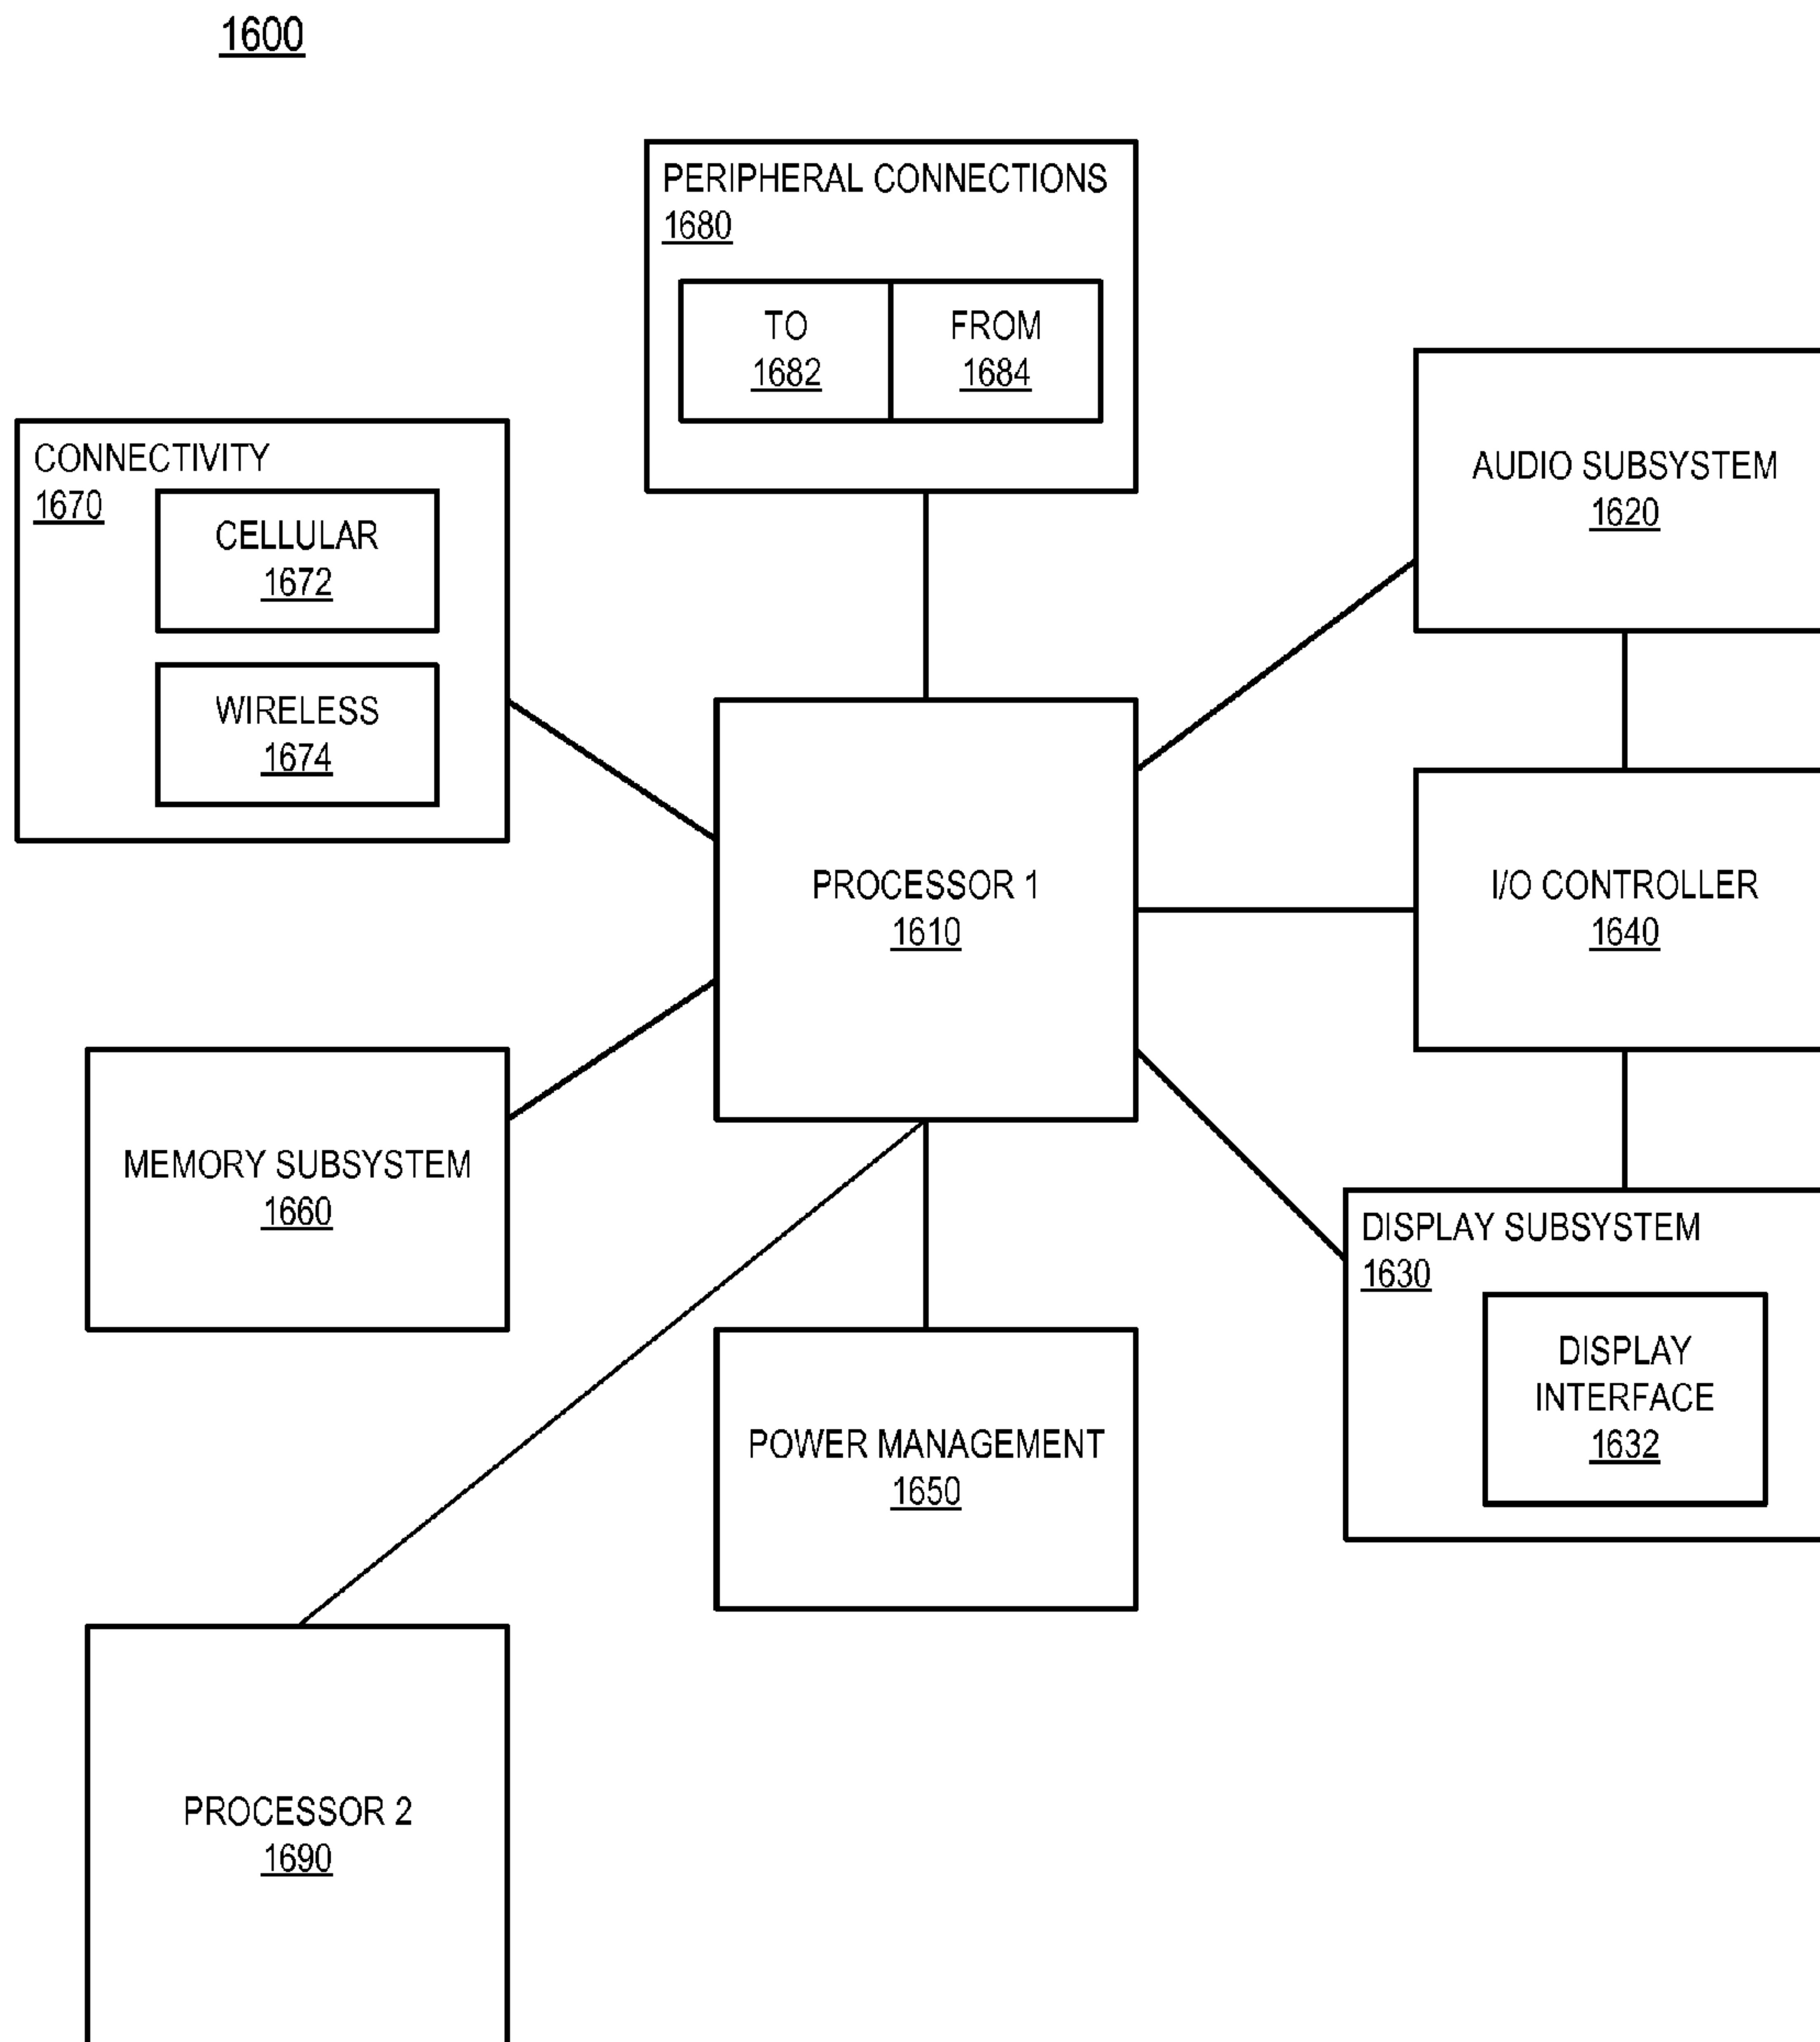 1600
PERIPHERAL CONNECTIONS
1680
TO
1682
FROM
1684
AUDIO SUBSYSTEM
1620
CONNECTIVITY
1670
CELLULAR
1672
WIRELESS
1674
PROCESSOR 1
1610
I/O CONTROLLER
1640
MEMORY SUBSYSTEM
1660
DISPLAY SUBSYSTEM
1630
DISPLAY
INTERFACE
1632
POWER MANAGEMENT
1650
PROCESSOR 2
1690